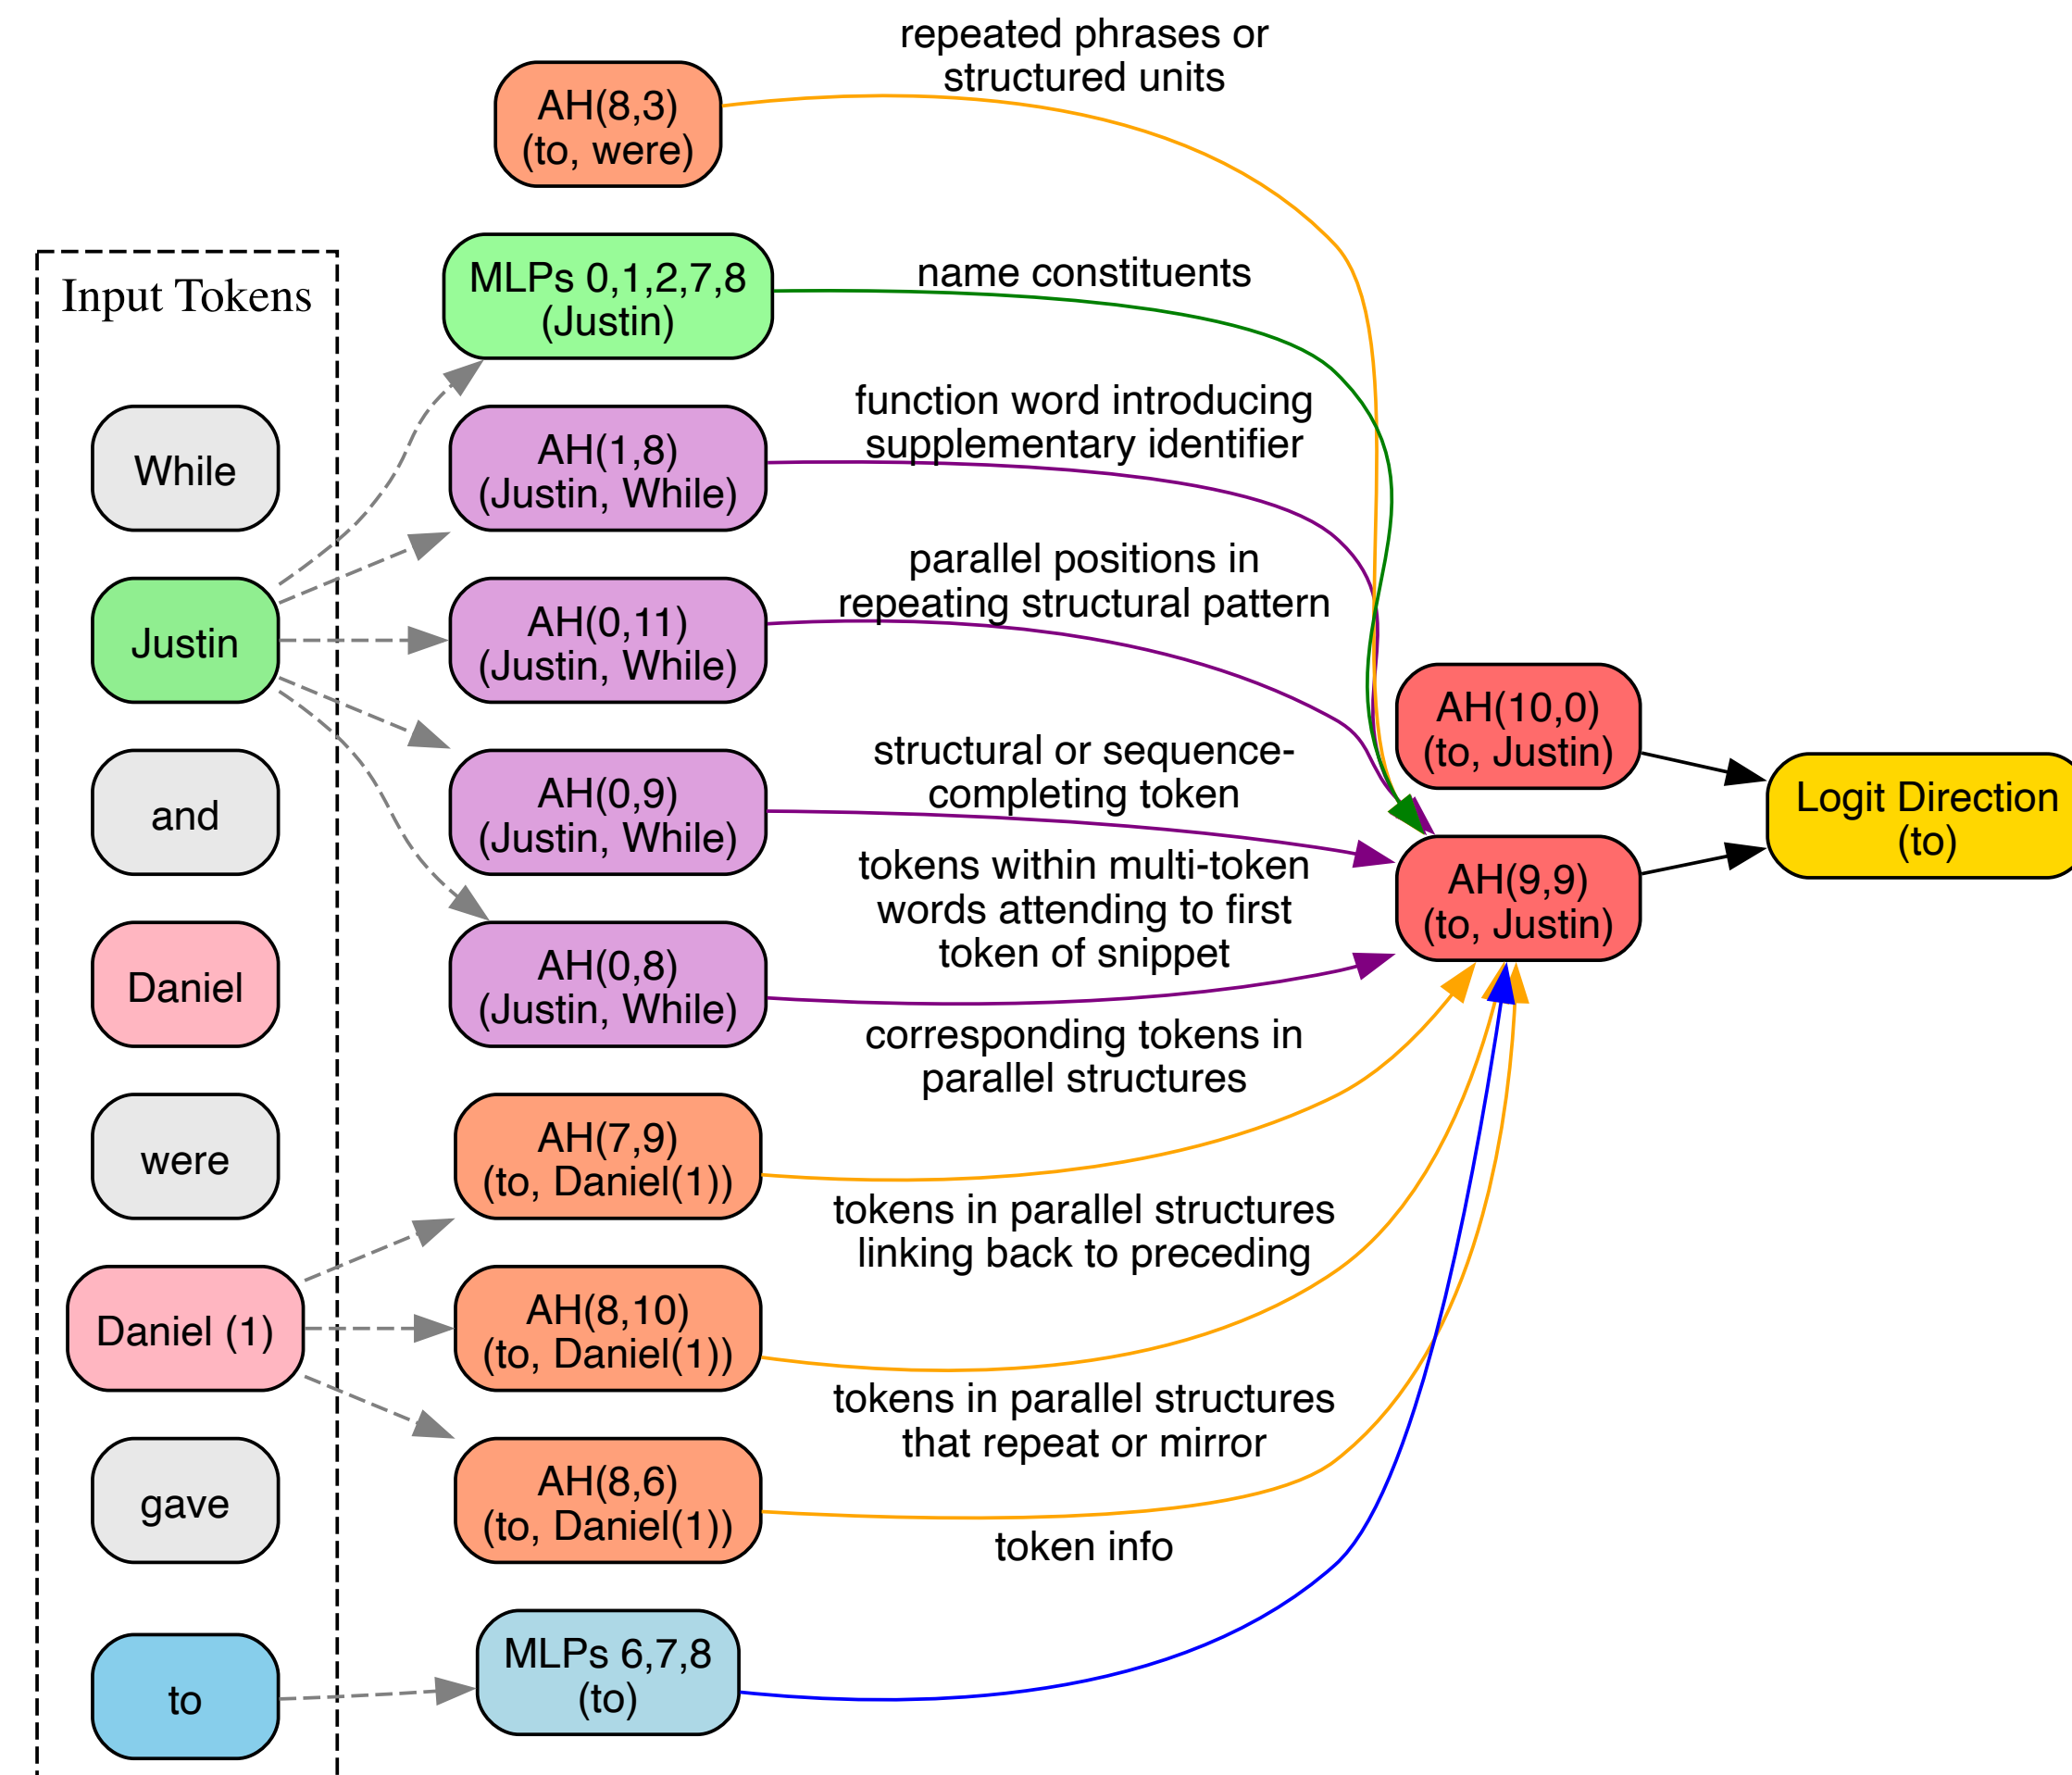 Input Tokens
While
Justin
and
Daniel
were
Daniel (1)
gave
to
AH(8,3)
(to, were)
MLPs 0,1,2,7,8
(Justin)
AH(1,8)
(Justin, While)
AH(0,11)
(Justin, While)
AH(0,9)
(Justin, While)
AH(0,8)
(Justin, While)
AH(7,9)
(to, Daniel(1))
AH(8,10)
(to, Daniel(1))
AH(8,6)
(to, Daniel(1))
MLPs 6,7,8
(to)
repeated phrases or
structured units
name constituents
function word introducing
supplementary identifier
parallel positions in
repeating structural pattern
structural or sequence-
completing token
tokens within multi-token
words attending to first
token of snippet
corresponding tokens in
parallel structures
tokens in parallel structures
linking back to preceding
tokens in parallel structures
that repeat or mirror
token info
AH(10,0)
(to, Justin)
AH(9,9)
(to, Justin)
Logit Direction
(to)